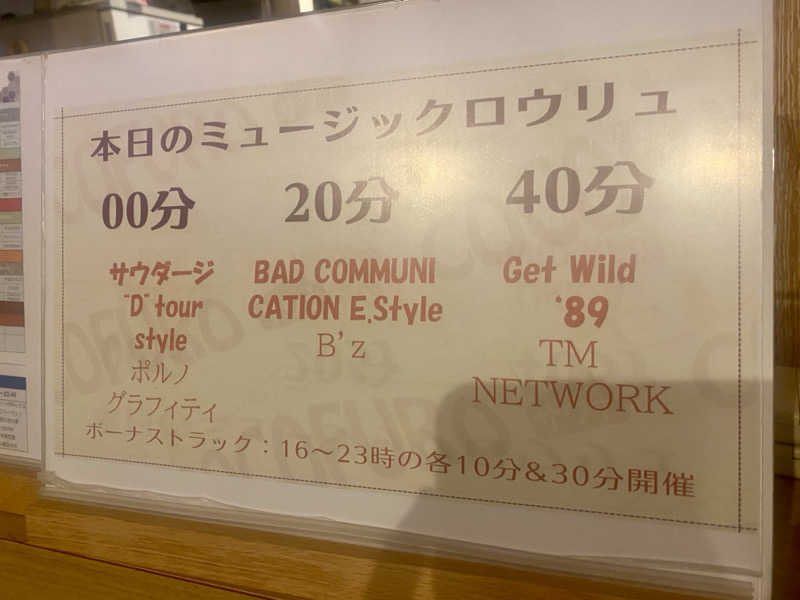 本日のミュージックロウリュ
00分
20分
40分
サウダージ
"D" tour
style
ポルノ
グラフィティ
BAD COMMUNI
CATION E.Style
B'z
Get Wild
'89
TM
NETWORK
ボーナストラック：16～23時の各10分&30分開催